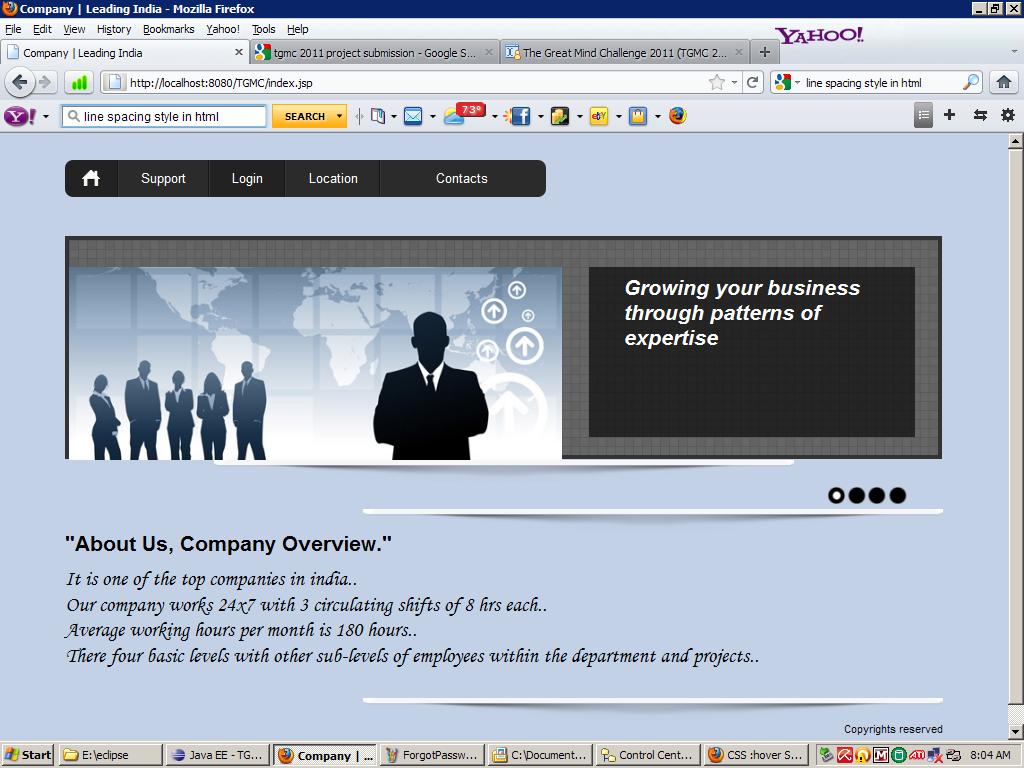 Company | Leading India - Mozilla Firefox
File Edit View History Bookmarks Yahoo! Tools Help
YAHOO!
Company | Leading India
tgmc 2011 project submission - Google S...
The Great Mind Challenge 2011 (TGMC 2...
http://localhost:8080/TGMC/index.jsp
line spacing style in html
Y! line spacing style in html SEARCH 73° ebY
Support Login Location Contacts
Growing your business
through patterns of
expertise
"About Us, Company Overview."
It is one of the top companies in india..
Our company works 24x7 with 3 circulating shifts of 8 hrs each..
Average working hours per month is 180 hours..
There four basic levels with other sub-levels of employees within the department and projects..
Copyrights reserved
Start E:\eclipse Java EE - TG... Company | ... ForgotPassw... C:\Document... Control Cent... CSS :hover S... 8:04 AM